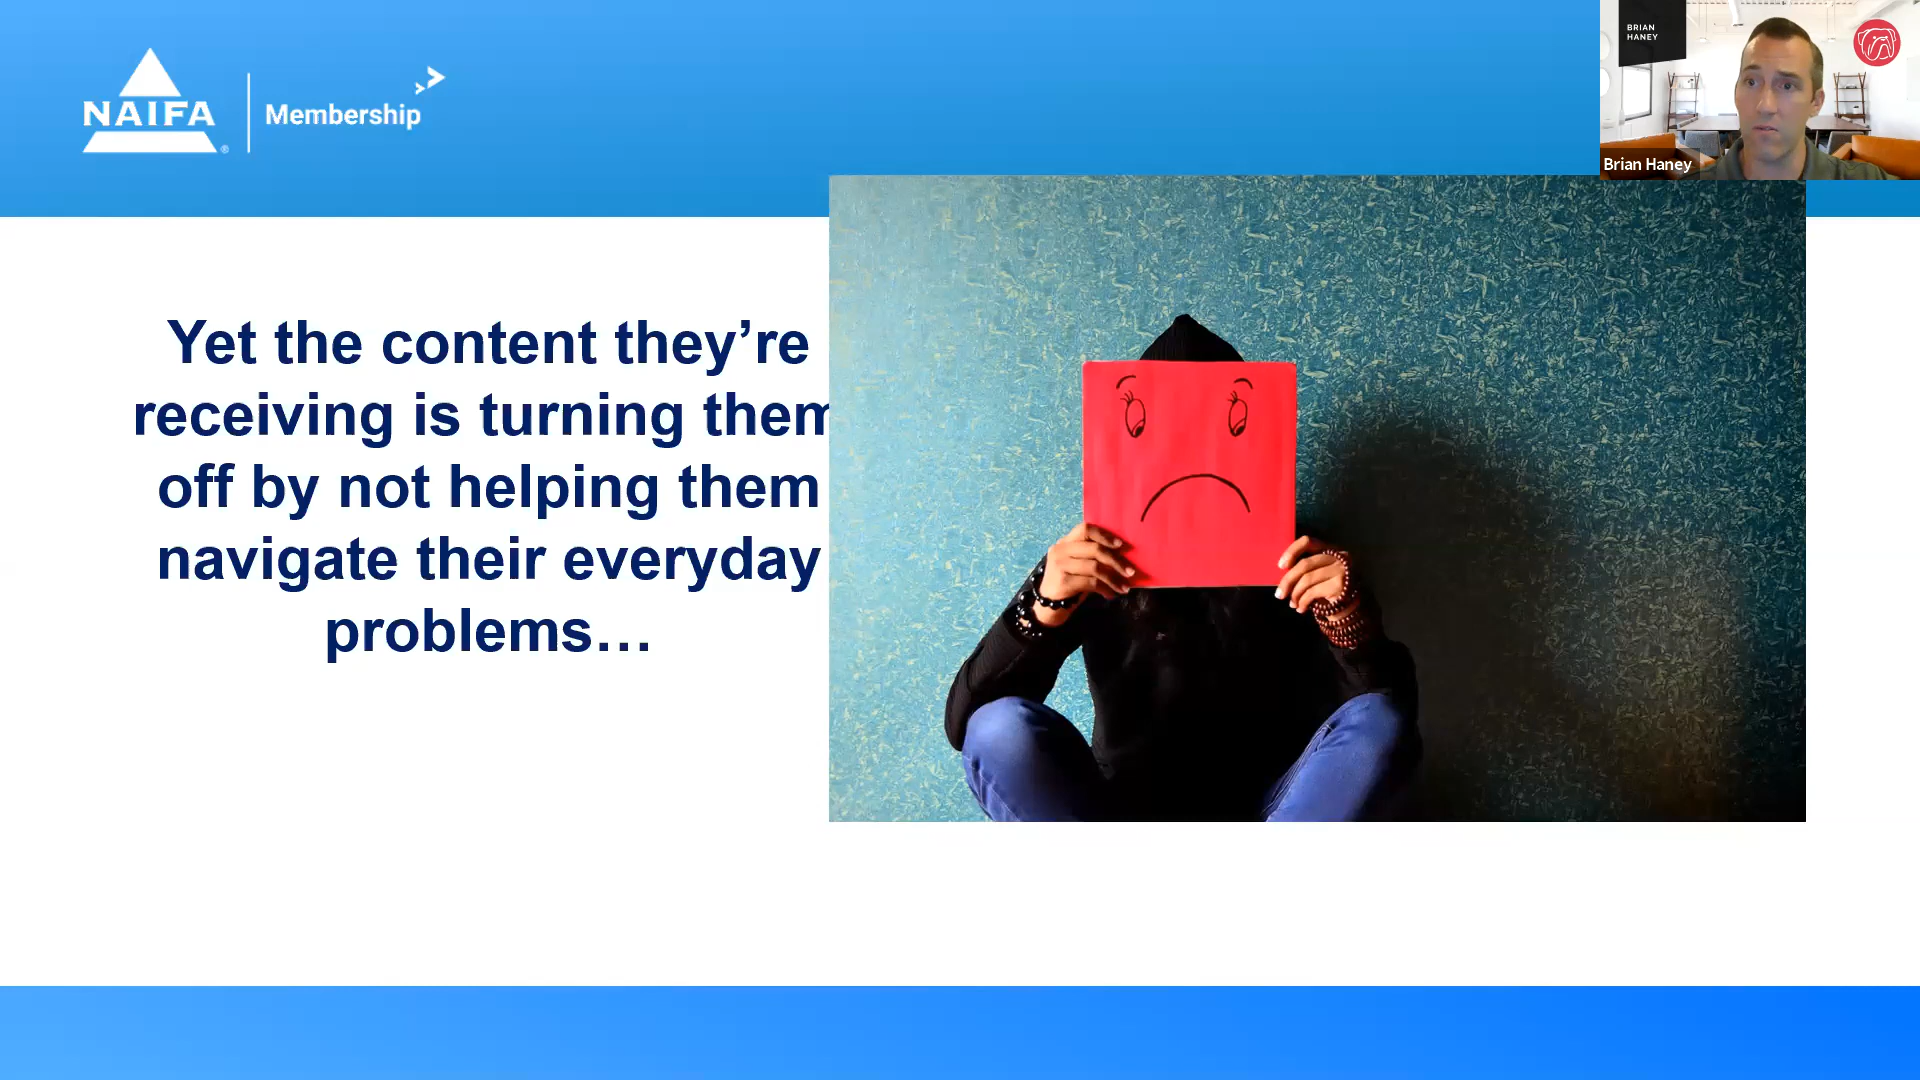 NAIFA
®
Membership
BRIAN
HANEY
Brian Haney
Yet the content they’re
receiving is turning them
off by not helping them
navigate their everyday
problems…